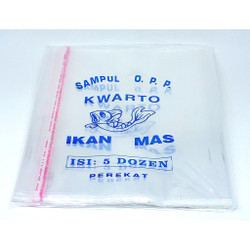 SAMPUL O.P.P
KWARTO
IKAN MAS
ISI: 5 DOZEN
PEREKAT